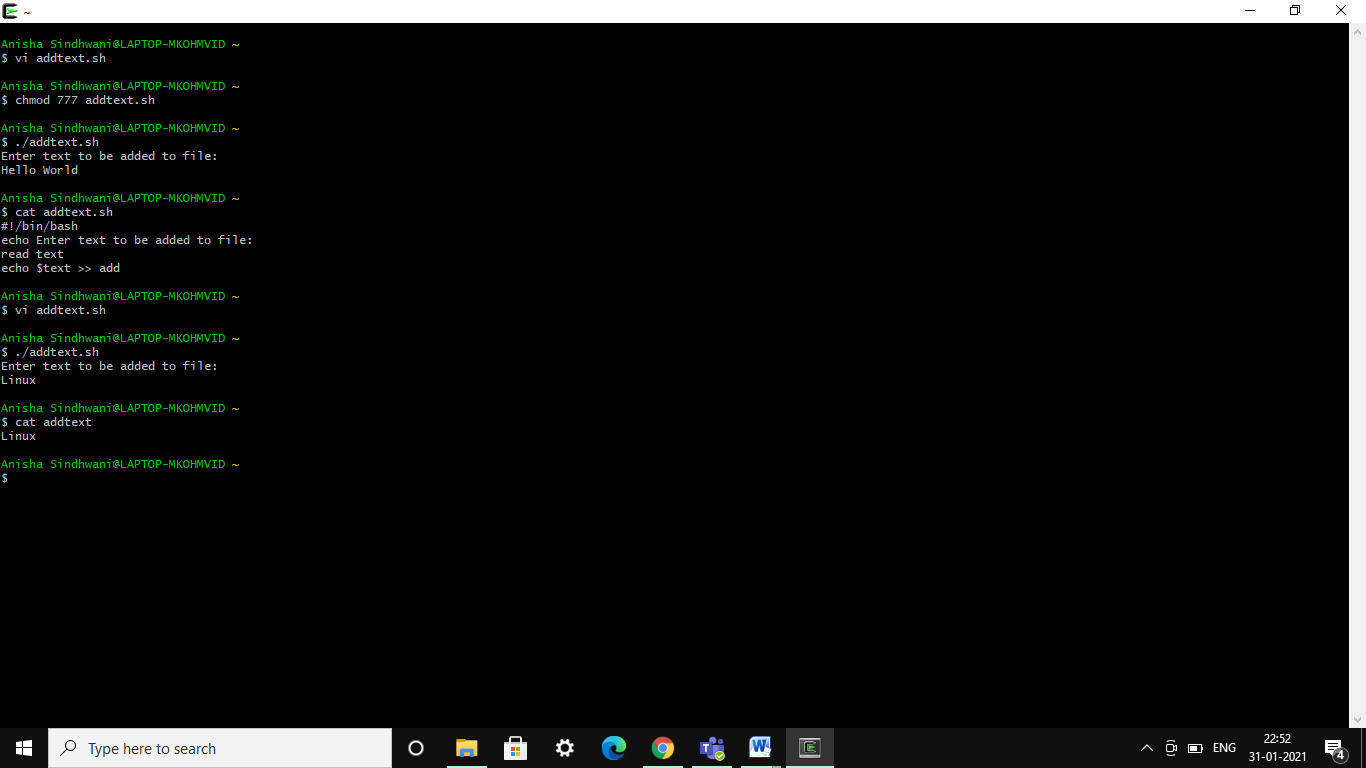 ~
Anisha Sindhwani@LAPTOP-MKOHMVID ~
$ vi addtext.sh
Anisha Sindhwani@LAPTOP-MKOHMVID ~
$ chmod 777 addtext.sh
Anisha Sindhwani@LAPTOP-MKOHMVID ~
$ ./addtext.sh
Enter text to be added to file:
Hello World
Anisha Sindhwani@LAPTOP-MKOHMVID ~
$ cat addtext.sh
#!/bin/bash
echo Enter text to be added to file:
read text
echo $text >> add
Anisha Sindhwani@LAPTOP-MKOHMVID ~
$ vi addtext.sh
Anisha Sindhwani@LAPTOP-MKOHMVID ~
$ ./addtext.sh
Enter text to be added to file:
Linux
Anisha Sindhwani@LAPTOP-MKOHMVID ~
$ cat addtext
Linux
Anisha Sindhwani@LAPTOP-MKOHMVID ~
$
Type here to search
ENG
22:52
31-01-2021
4